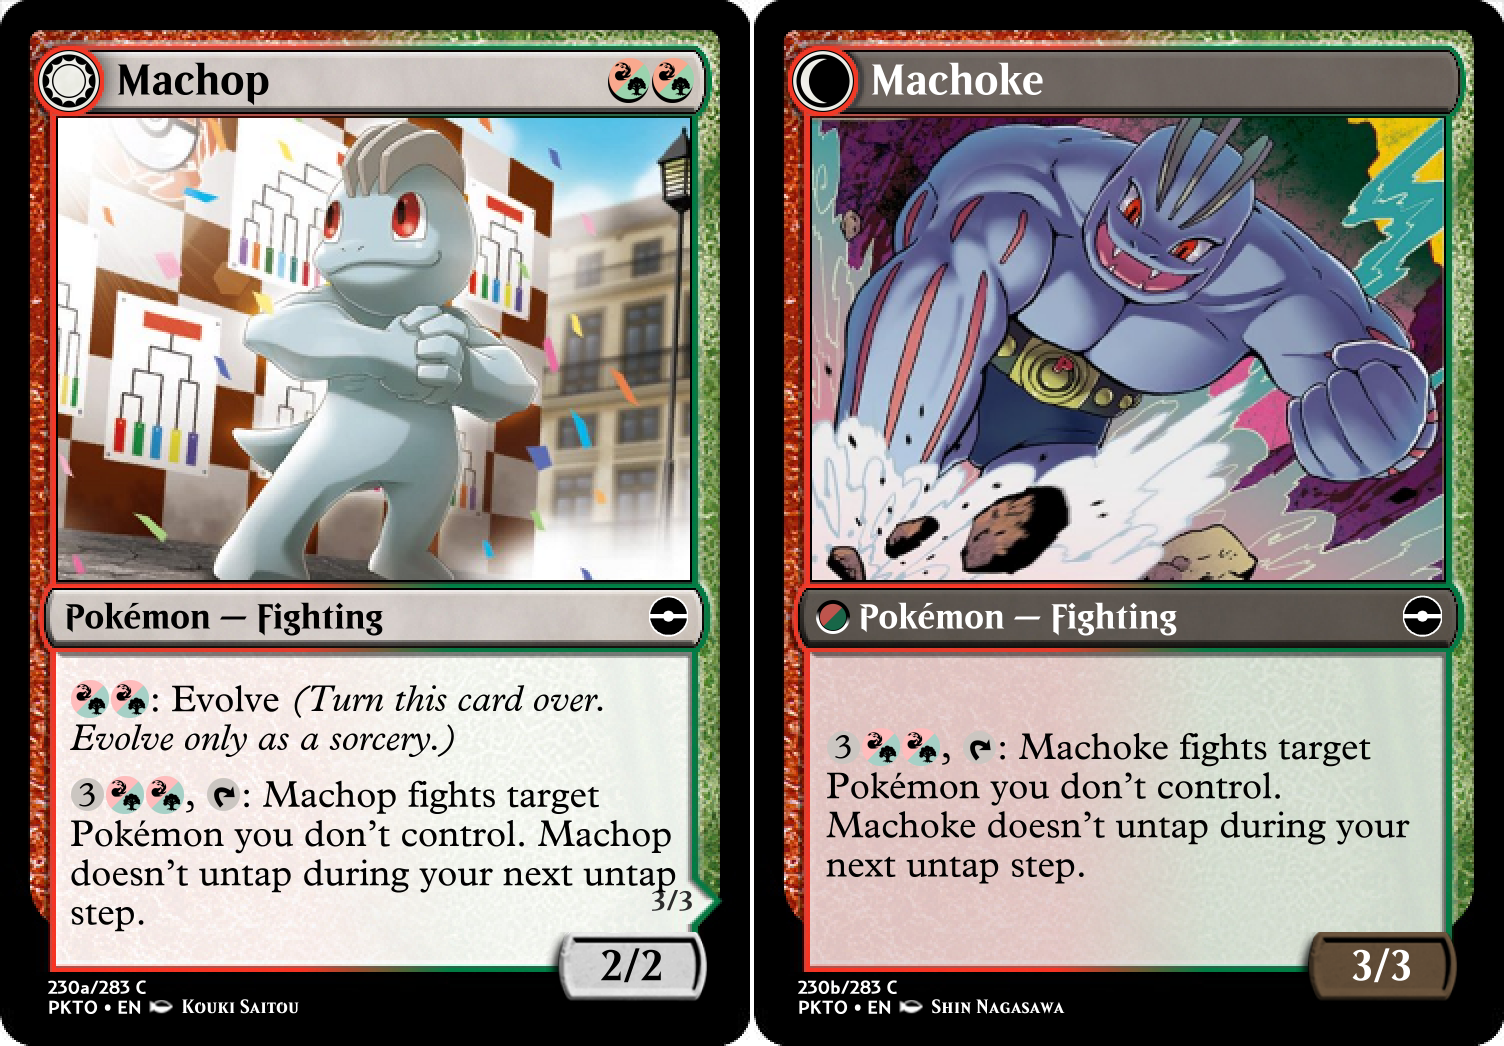 Machop
Pokémon — Fighting
: Evolve (Turn this card over.
Evolve only as a sorcery.)
3, : Machop fights target
Pokémon you don't control. Machop
doesn't untap during your next untap
step.
3/3
2/2
230a/283 C
PKTO • EN Kouki Saitou
Machoke
Pokémon — Fighting
3, : Machoke fights target
Pokémon you don't control.
Machoke doesn't untap during your
next untap step.
3/3
230b/283 C
PKTO • EN Shin Nagasawa